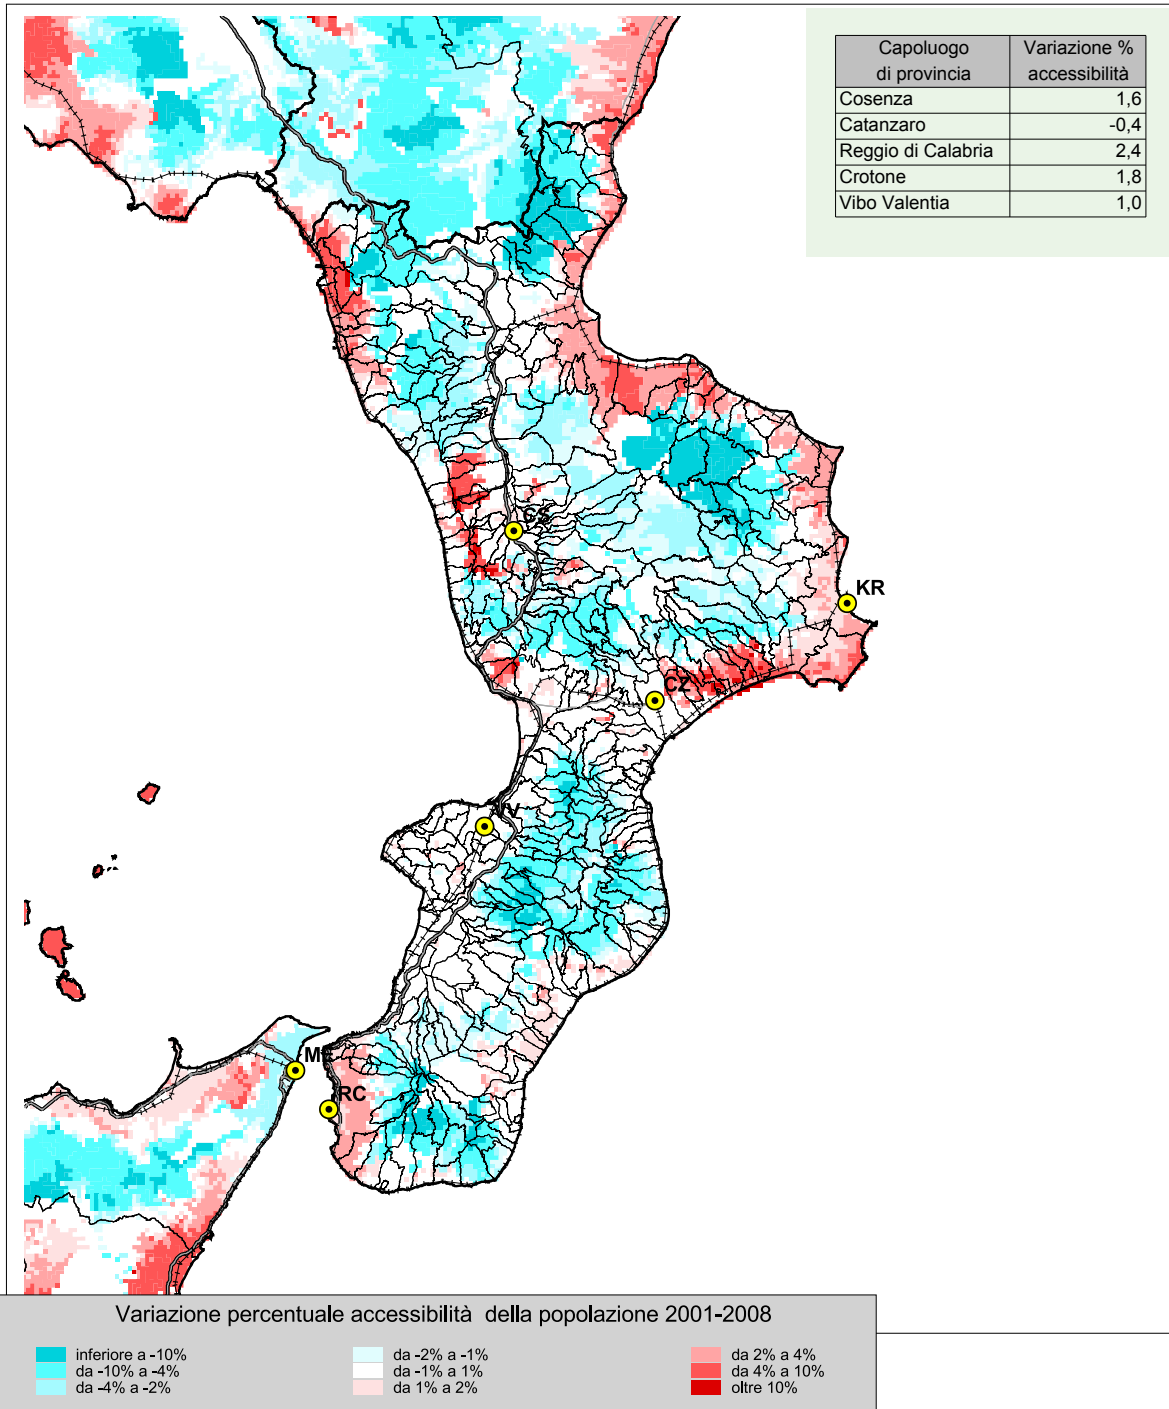 Capoluogo di provincia Variazione % accessibilità
Cosenza 1,6
Catanzaro -0,4
Reggio di Calabria 2,4
Crotone 1,8
Vibo Valentia 1,0
CS
KR
CZ
VV
ME
RC
Variazione percentuale accessibilità della popolazione 2001-2008
inferiore a -10%
da -10% a -4%
da -4% a -2%
da -2% a -1%
da -1% a 1%
da 1% a 2%
da 2% a 4%
da 4% a 10%
oltre 10%